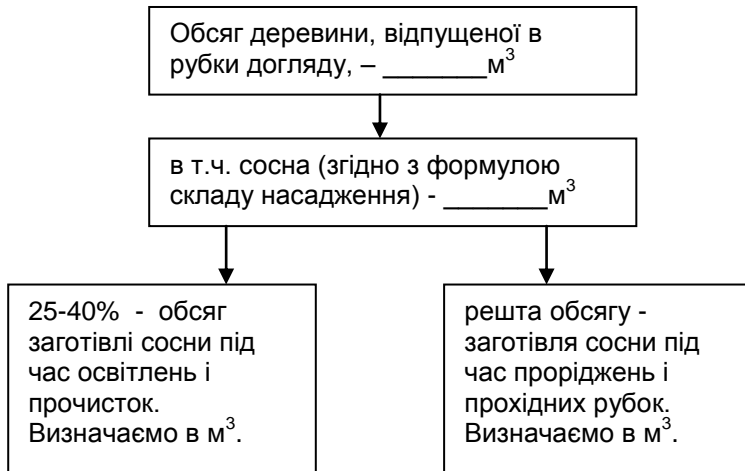 Обсяг деревини, відпущеної в
рубки догляду, – _______м³
в т.ч. сосна (згідно з формулою
складу насадження) - _______м³
25-40% - обсяг
заготівлі сосни під
час освітлень і
прочисток.
Визначаємо в м³.
решта обсягу -
заготівля сосни під
час проріджень і
прохідних рубок.
Визначаємо в м³.